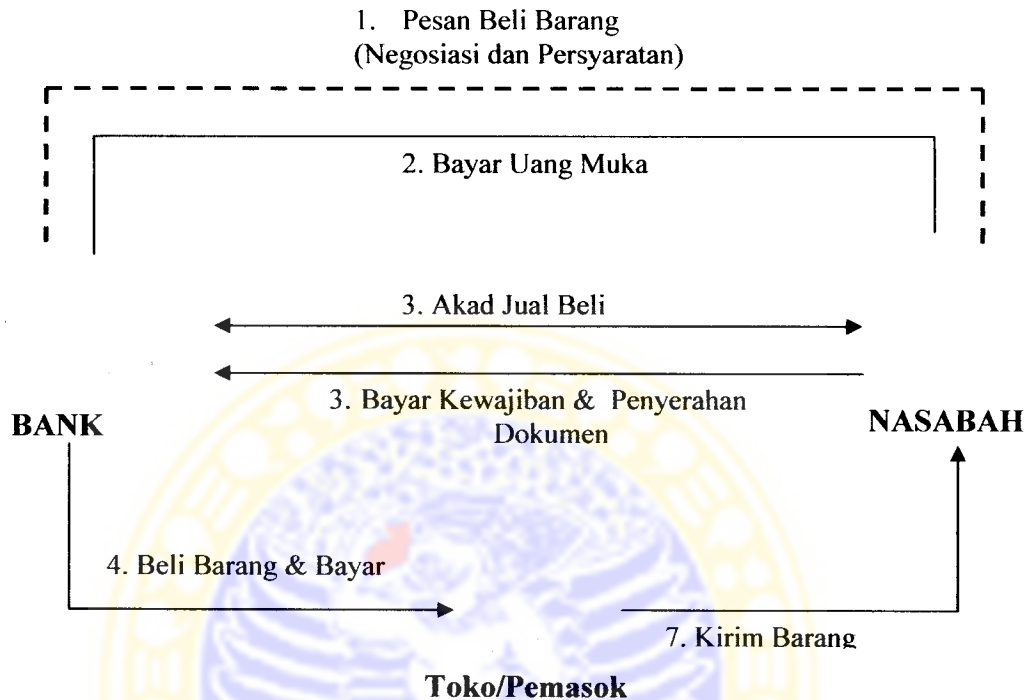 1. Pesan Beli Barang
(Negosiasi dan Persyaratan)
2. Bayar Uang Muka
3. Akad Jual Beli
3. Bayar Kewajiban & Penyerahan
Dokumen
BANK
NASABAH
4. Beli Barang & Bayar
7. Kirim Barang
Toko/Pemasok